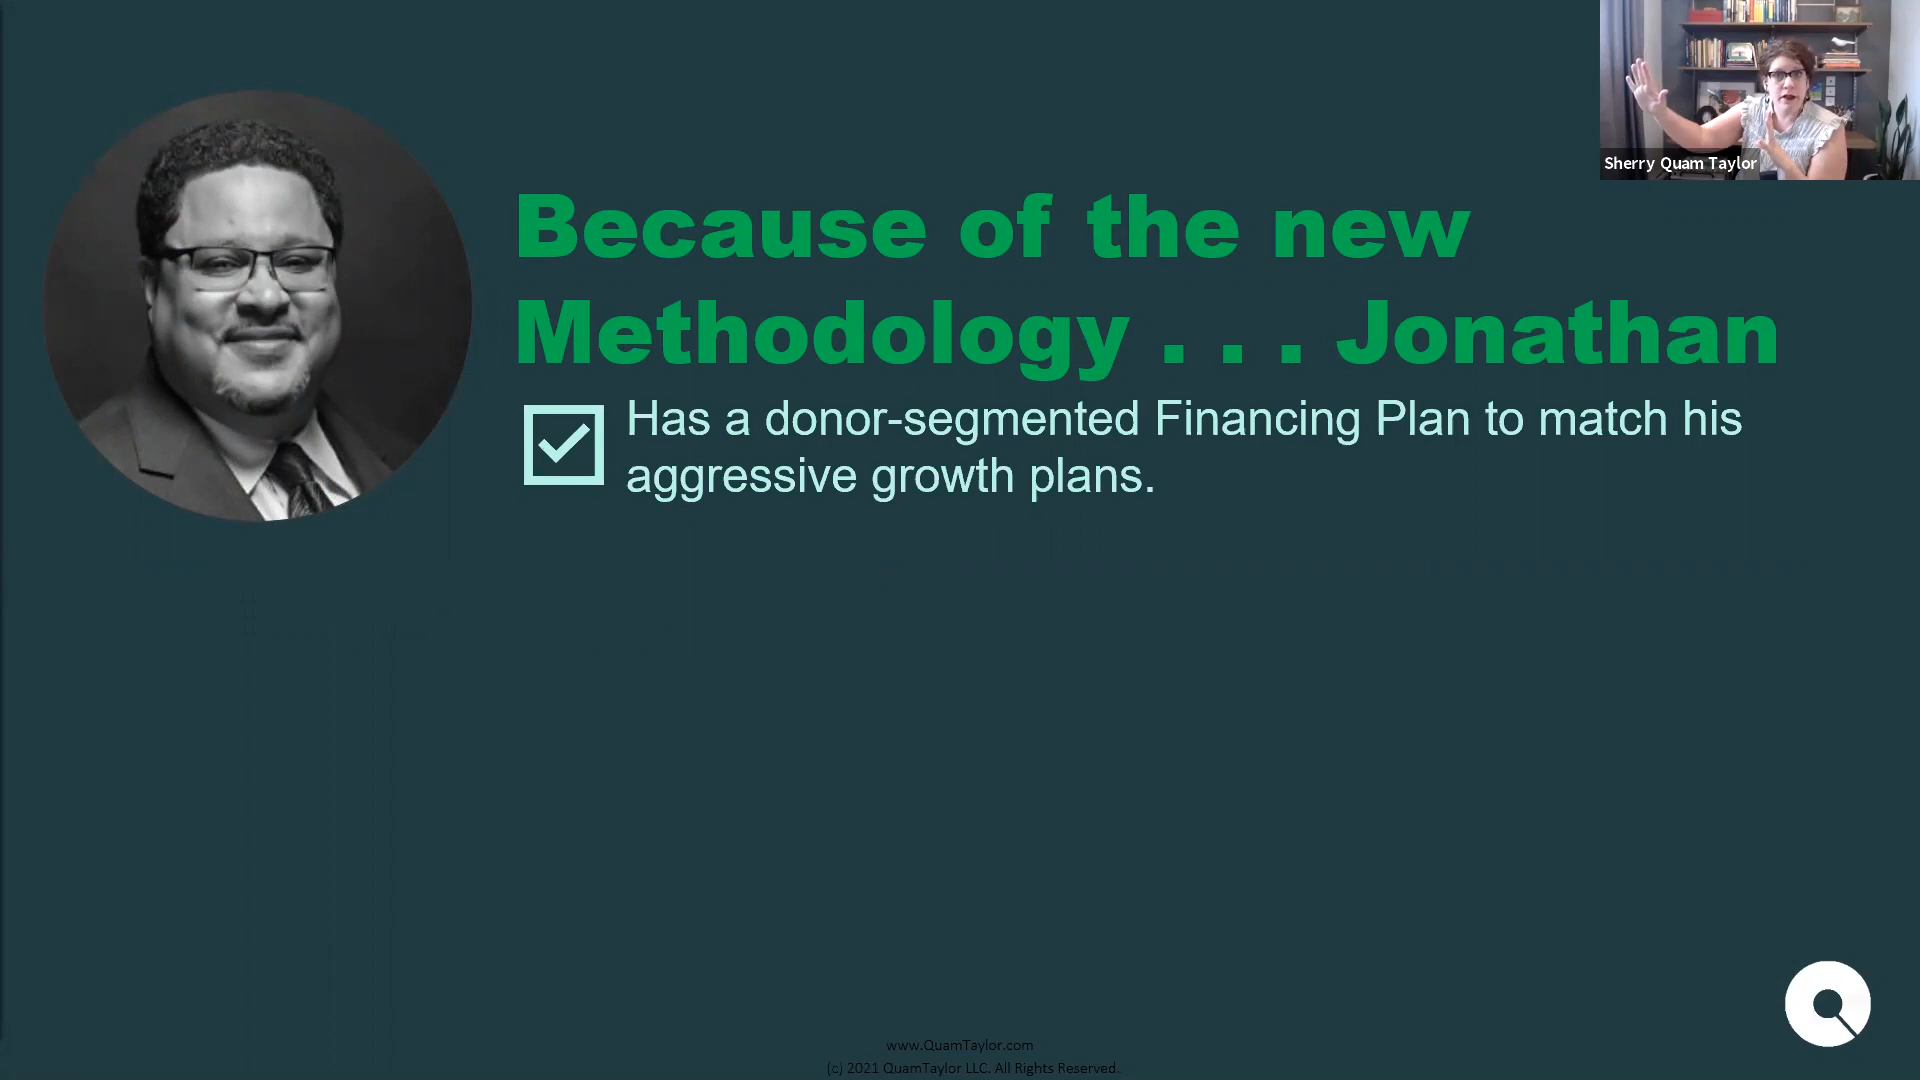 Sherry Quam Taylor
Because of the new
Methodology . . . Jonathan
Has a donor-segmented Financing Plan to match his
aggressive growth plans.
www.QuamTaylor.com
(c) 2021 QuamTaylor LLC. All Rights Reserved.